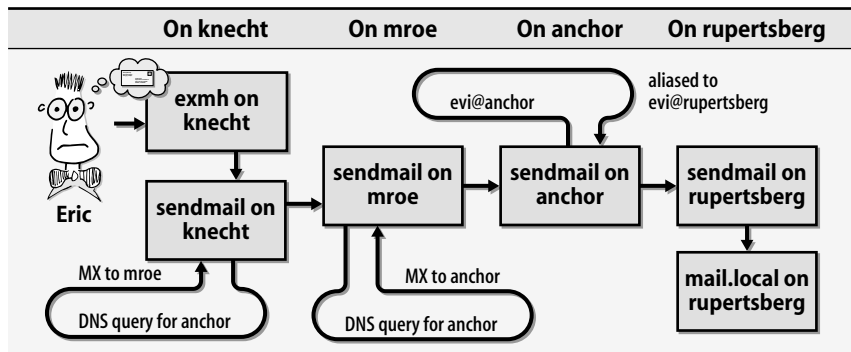 On knecht On mroe On anchor On rupertsberg
exmh on
knecht
Eric
sendmail on
knecht
MX to mroe
DNS query for anchor
sendmail on
mroe
MX to anchor
DNS query for anchor
evi@anchor
aliased to
evi@rupertsberg
sendmail on
anchor
sendmail on
rupertsberg
mail.local on
rupertsberg